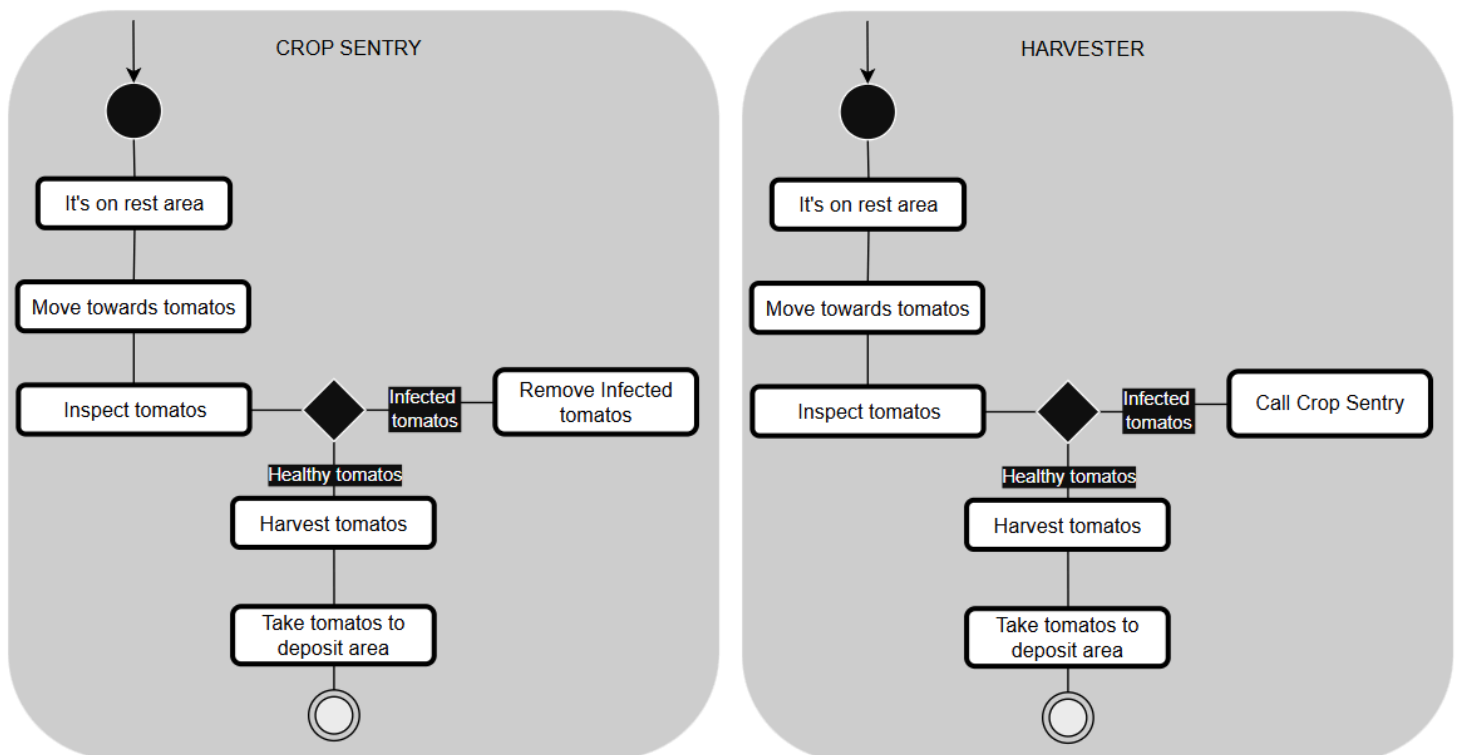 CROP SENTRY
It's on rest area
Move towards tomatos
Inspect tomatos
Infected
tomatos
Remove Infected
tomatos
Healthy tomatos
Harvest tomatos
Take tomatos to
deposit area
HARVESTER
It's on rest area
Move towards tomatos
Inspect tomatos
Infected
tomatos
Call Crop Sentry
Healthy tomatos
Harvest tomatos
Take tomatos to
deposit area